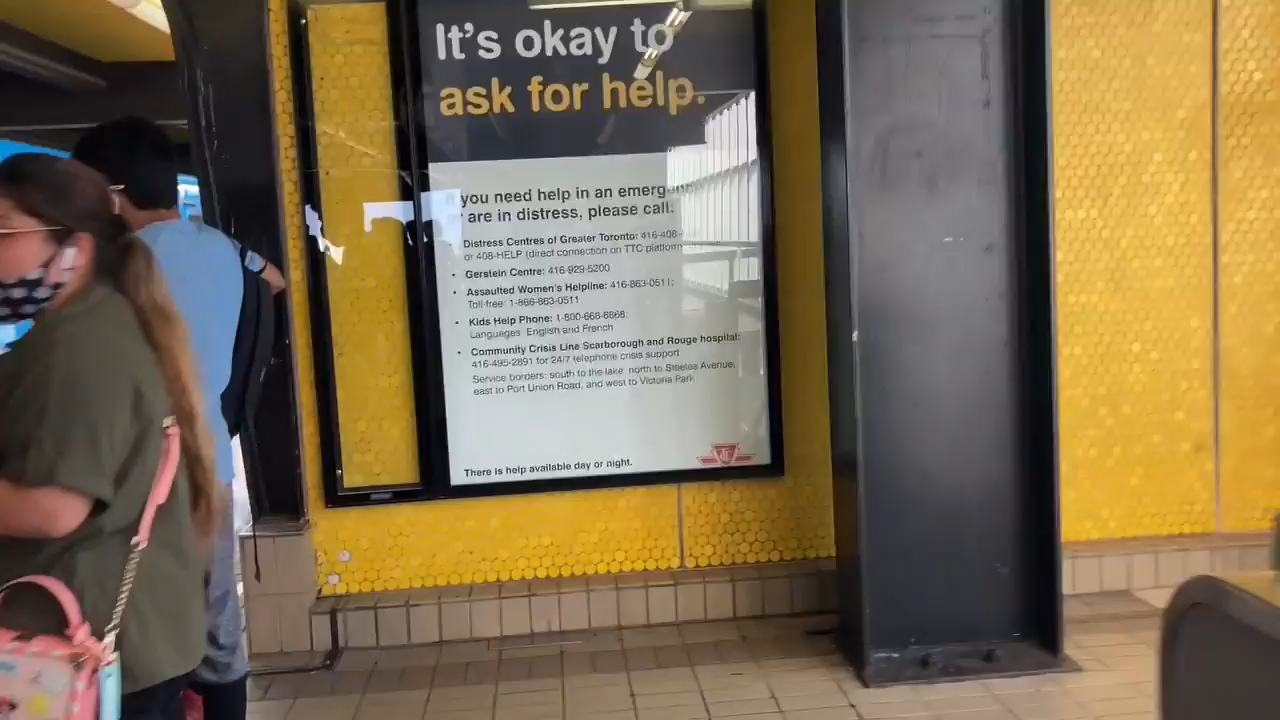 It's okay to
ask for help.
you need help in an emergen
or are in distress, please call:
Distress Centres of Greater Toronto: 416-408-
or 408-HELP (direct connection on TTC platform
• Gerstein Centre: 416-929-5200
• Assaulted Women's Helpline: 416-863-0511;
Toll-free: 1-866-863-0511
• Kids Help Phone: 1-800-668-6868;
Languages: English and French
• Community Crisis Line Scarborough and Rouge hospital:
416-495-2891 for 24/7 telephone crisis support
Service borders: south to the lake, north to Steeles Avenue,
east to Port Union Road, and west to Victoria Park
There is help available day or night.